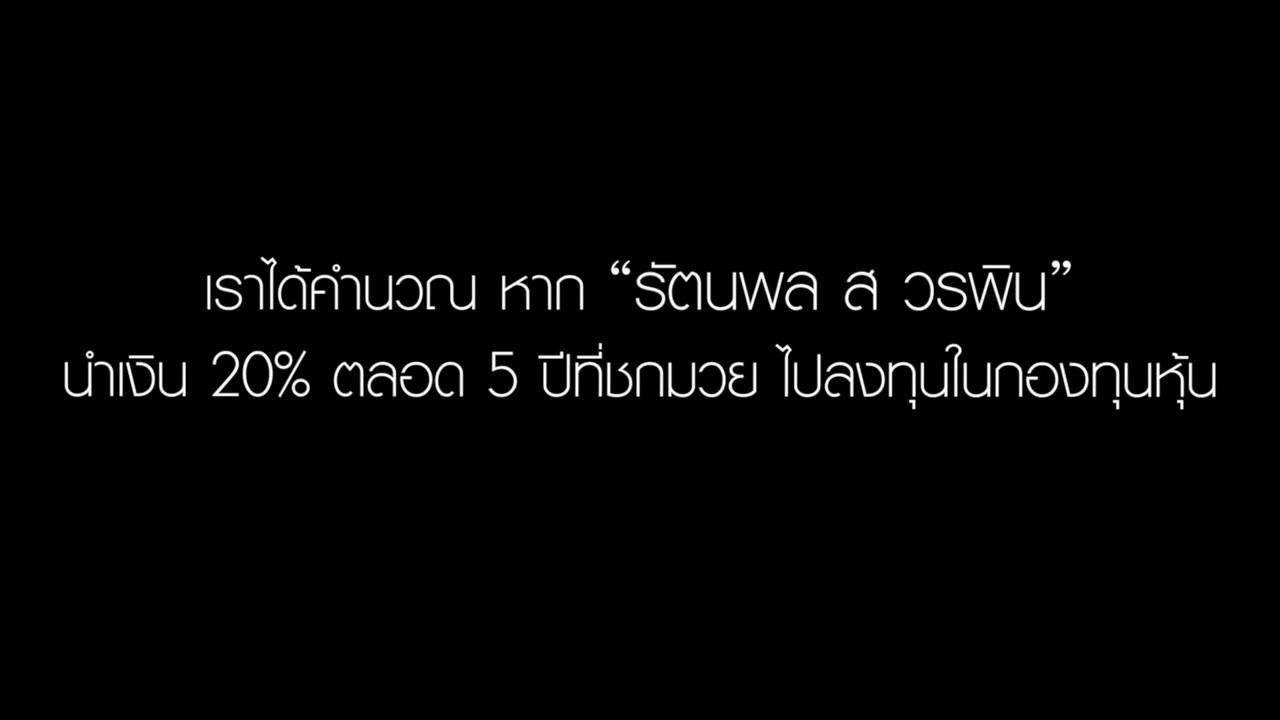 เราได้คำนวณ หาก “รัตนพล ส วรพิน”
นำเงิน 20% ตลอด 5 ปีที่ชกมวย ไปลงทุนในกองทุนหุ้น